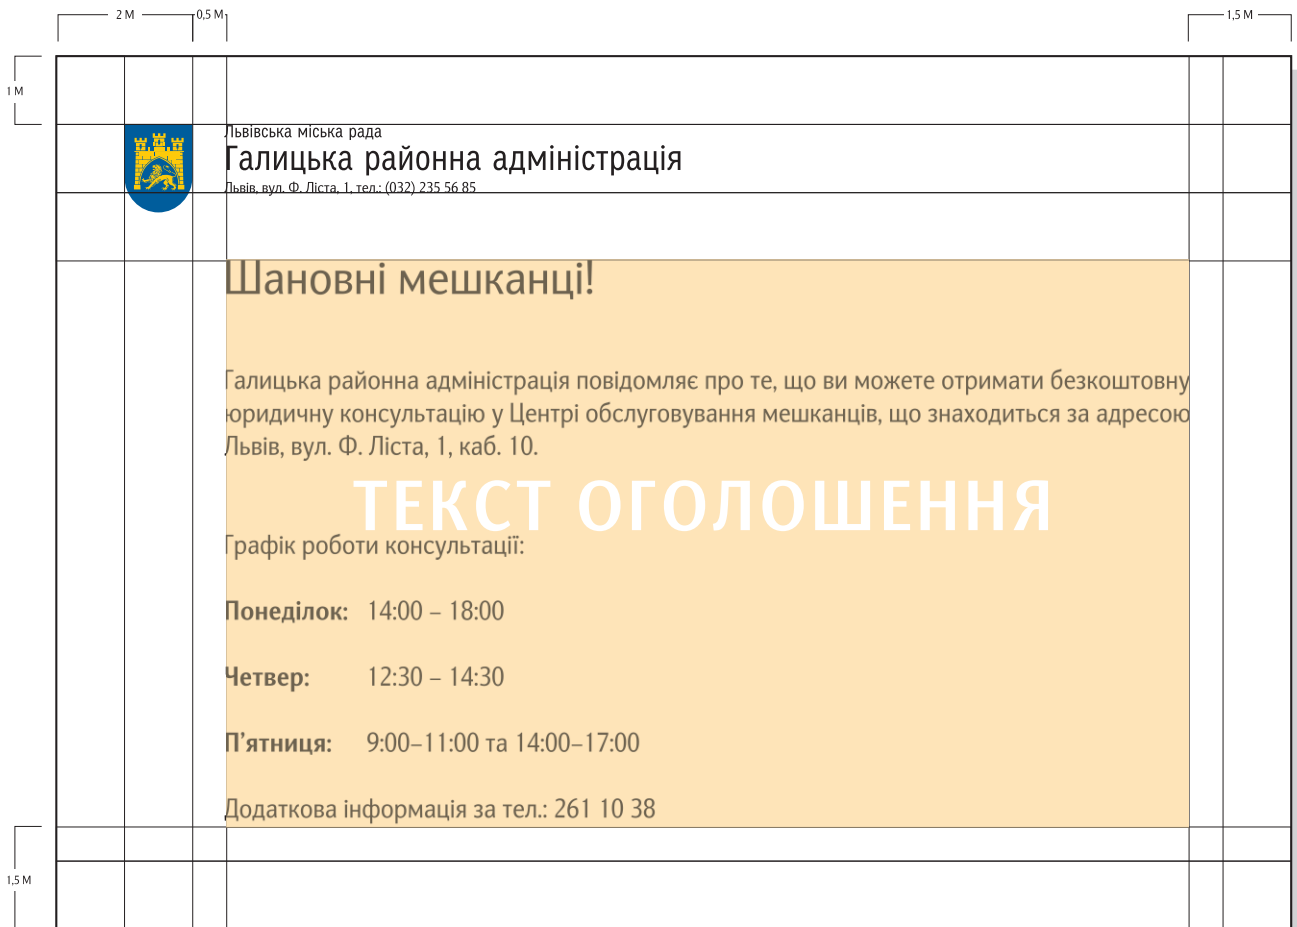 2 М
0,5 М
1,5 М
1 М
Львівська міська рада
Галицька районна адміністрація
Львів, вул. Ф. Ліста, 1, тел.: (032) 235 56 85
Шановні мешканці!
Галицька районна адміністрація повідомляє про те, що ви можете отримати безкоштовну
юридичну консультацію у Центрі обслуговування мешканців, що знаходиться за адресою
Львів, вул. Ф. Ліста, 1, каб. 10.
ТЕКСТ ОГОЛОШЕННЯ
Графік роботи консультації:
Понеділок: 14:00 – 18:00
Четвер: 12:30 – 14:30
П’ятниця: 9:00–11:00 та 14:00–17:00
Додаткова інформація за тел.: 261 10 38
1,5 М